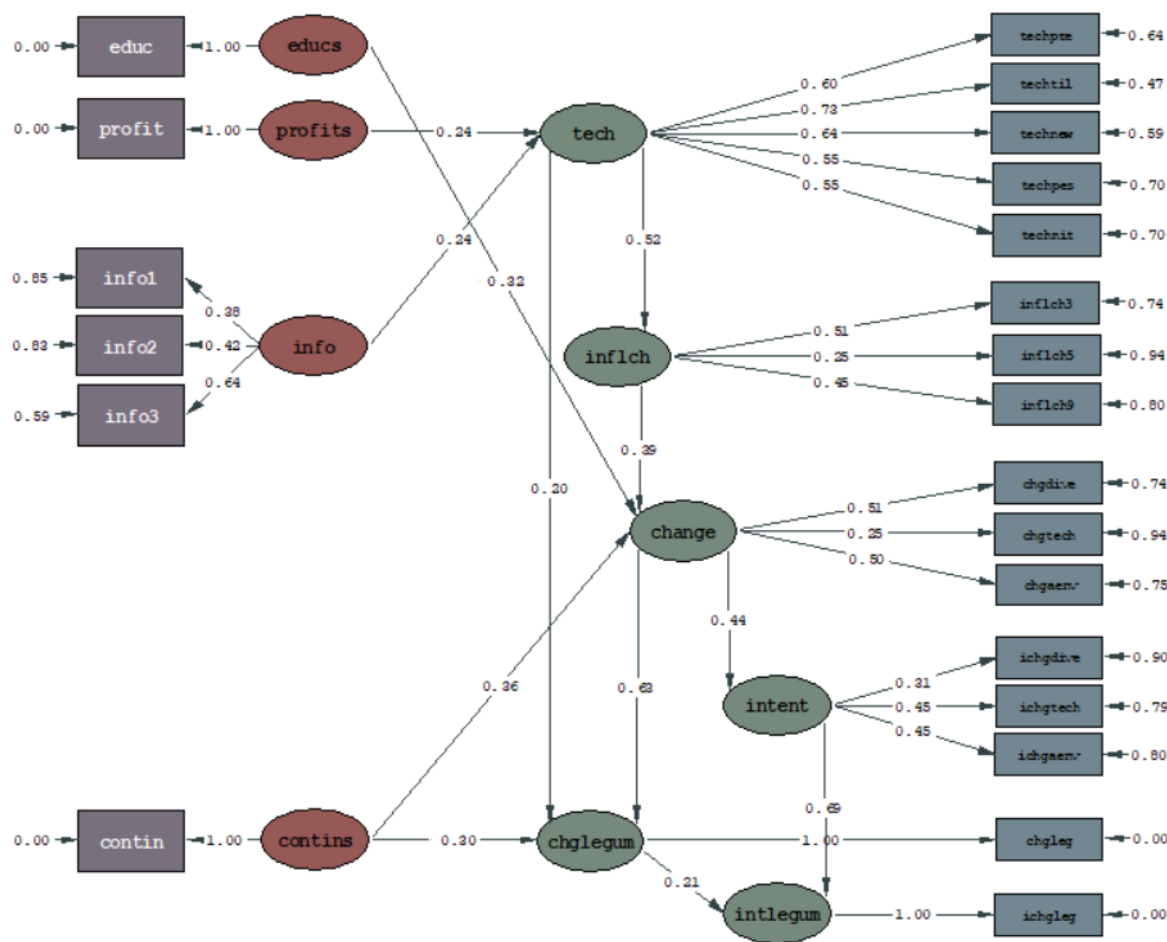 techpre
0.64
0.00
educ
1.00
educs
0.60
techtil
0.47
0.73
0.00
profit
1.00
profits
0.24
tech
0.64
technew
0.59
0.55
techpes
0.70
0.55
technit
0.70
0.24
0.52
0.32
0.85
info1
0.38
inflch3
0.74
0.51
0.83
info2
0.42
info
inflch
0.25
inflch5
0.94
0.64
0.45
0.59
info3
inflch9
0.80
0.39
0.20
chgdive
0.74
0.51
change
0.25
chgtech
0.94
0.50
chgaenv
0.75
0.44
0.36
0.63
ichgdive
0.90
0.31
intent
0.45
ichgtech
0.79
0.45
ichgaenv
0.80
0.69
0.00
contin
1.00
contins
0.30
chglegum
1.00
chgleg
0.00
0.21
intlegum
1.00
ichgleg
0.00